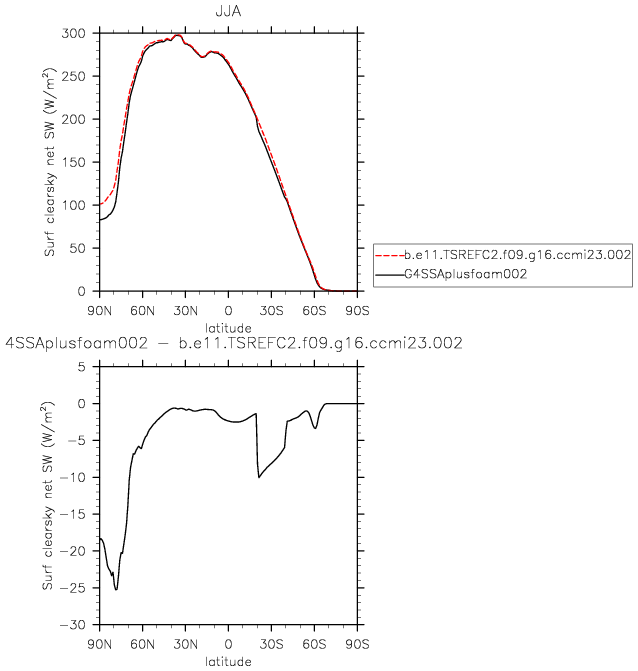 JJA
Surf clearsky net SW (W/m²)
300
250
200
150
100
50
0
90N 60N 30N 0 30S 60S 90S
latitude
b.e11.TSREFC2.f09.g16.ccmi23.002
G4SSAplusfoam002
4SSAplusfoam002 − b.e11.TSREFC2.f09.g16.ccmi23.002
Surf clearsky net SW (W/m²)
5
0
−5
−10
−15
−20
−25
−30
90N 60N 30N 0 30S 60S 90S
latitude